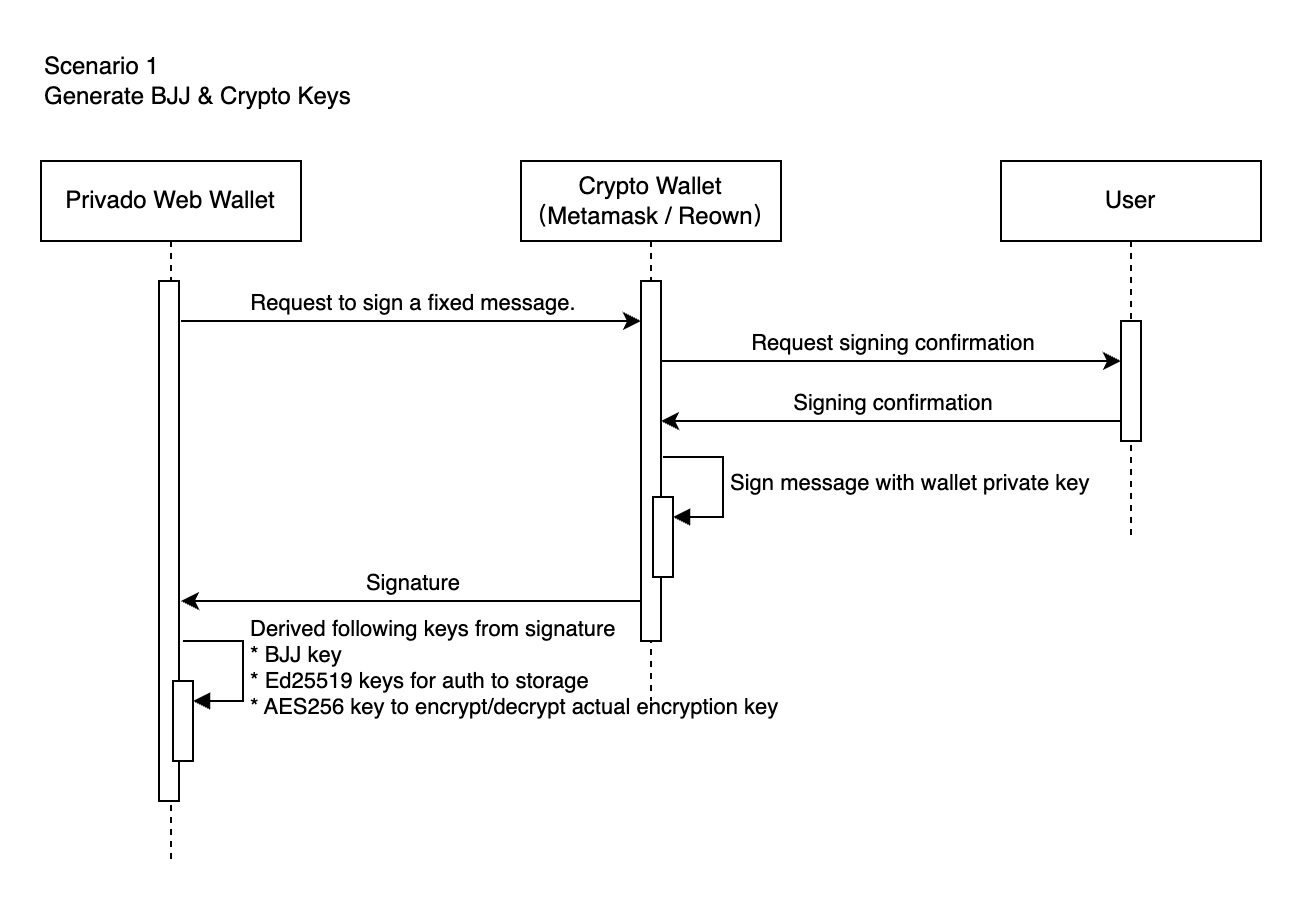 Scenario 1
Generate BJJ & Crypto Keys
Privado Web Wallet
Crypto Wallet
(Metamask / Reown)
User
Request to sign a fixed message.
Request signing confirmation
Signing confirmation
Sign message with wallet private key
Signature
Derived following keys from signature
* BJJ key
* Ed25519 keys for auth to storage
* AES256 key to encrypt/decrypt actual encryption key